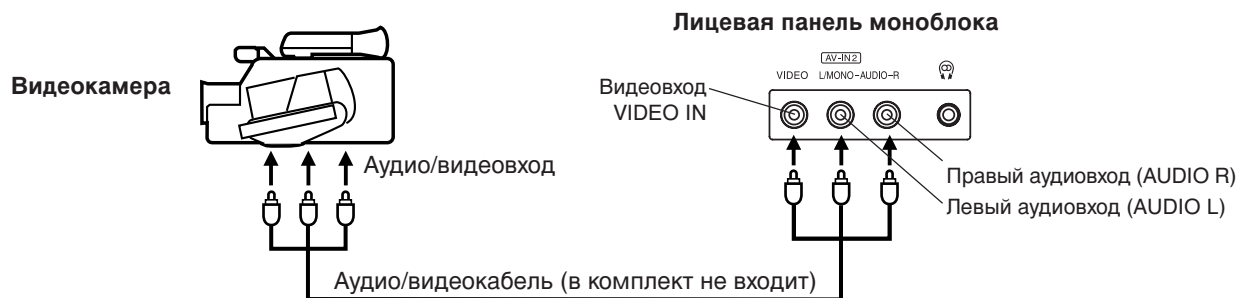 Лицевая панель моноблока
Видеокамера
AV-IN2
VIDEO L/MONO-AUDIO-R
Видеовход
VIDEO IN
Аудио/видеовход
Правый аудиовход (AUDIO R)
Левый аудиовход (AUDIO L)
Аудио/видеокабель (в комплект не входит)